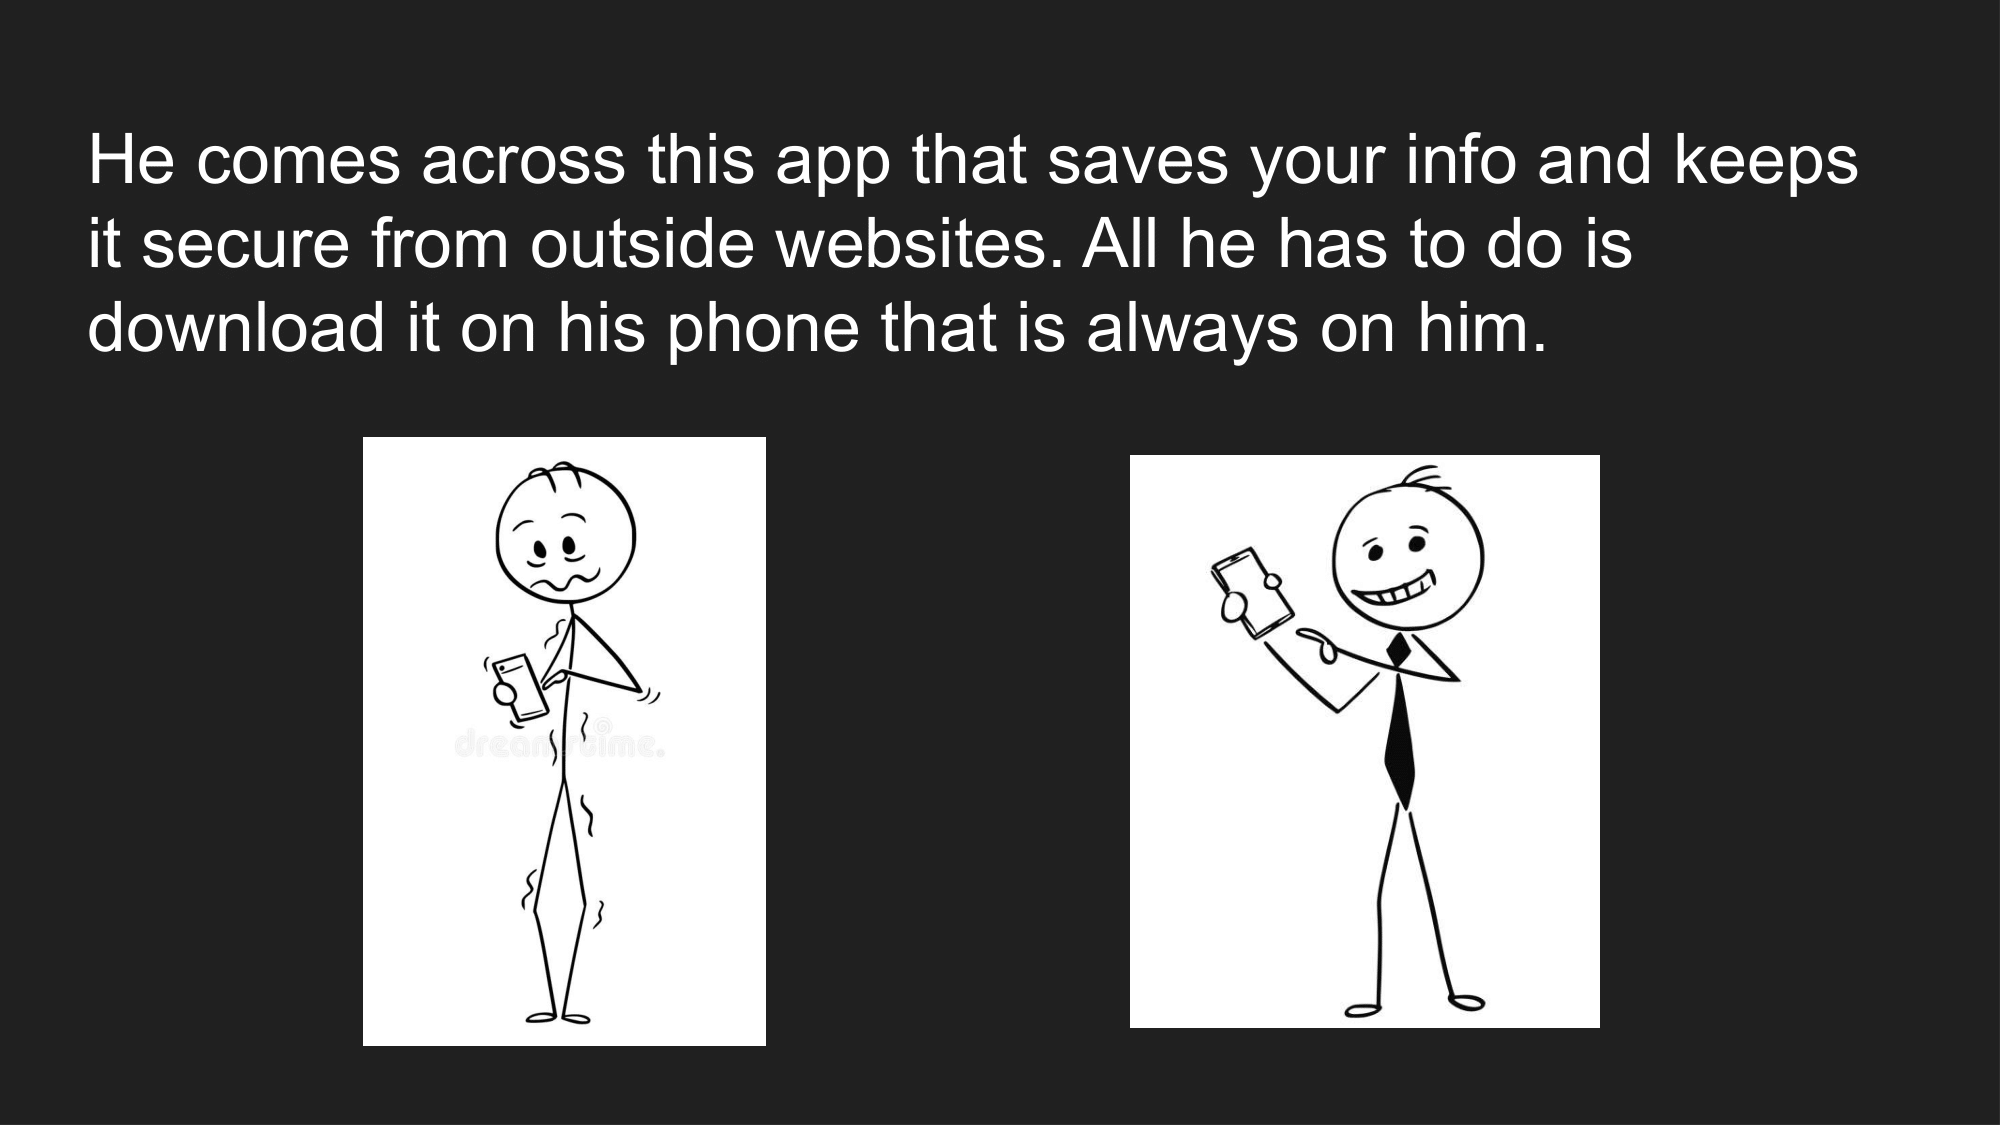 He comes across this app that saves your info and keeps
it secure from outside websites. All he has to do is
download it on his phone that is always on him.
dreamstime.